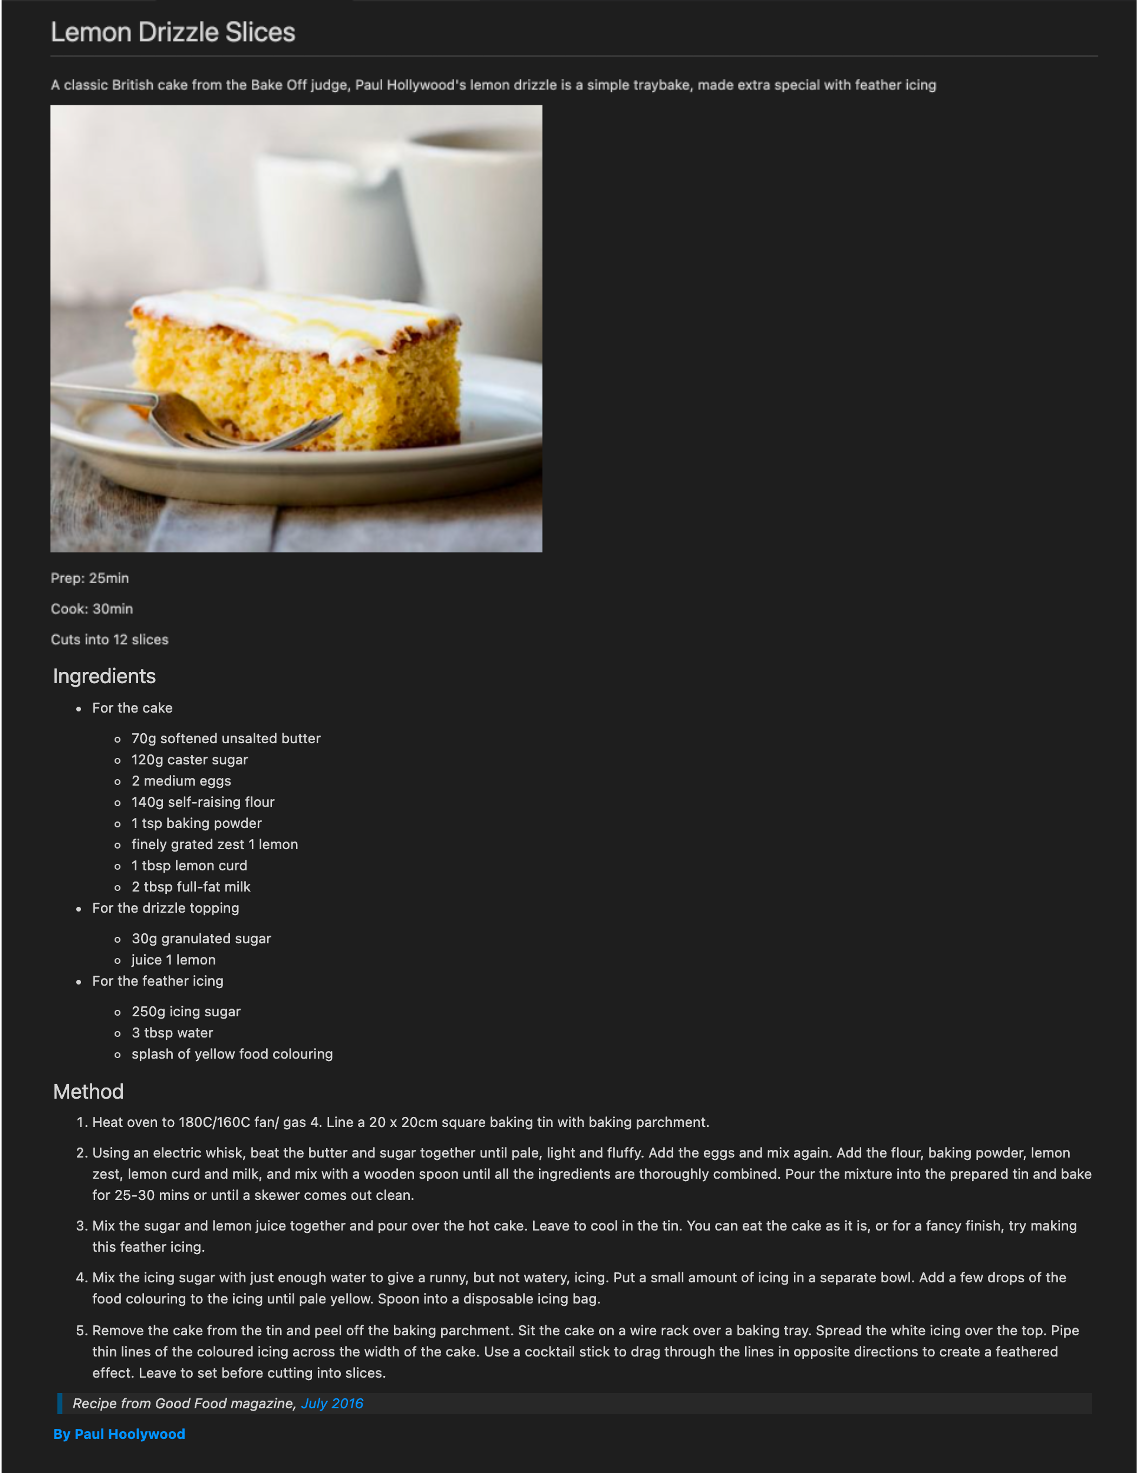 Lemon Drizzle Slices
A classic British cake from the Bake Off judge, Paul Hollywood's lemon drizzle is a simple traybake, made extra special with feather icing
Prep: 25min
Cook: 30min
Cuts into 12 slices
Ingredients
• For the cake
◦ 70g softened unsalted butter
◦ 120g caster sugar
◦ 2 medium eggs
◦ 140g self-raising flour
◦ 1 tsp baking powder
◦ finely grated zest 1 lemon
◦ 1 tbsp lemon curd
◦ 2 tbsp full-fat milk
• For the drizzle topping
◦ 30g granulated sugar
◦ juice 1 lemon
• For the feather icing
◦ 250g icing sugar
◦ 3 tbsp water
◦ splash of yellow food colouring
Method
1. Heat oven to 180C/160C fan/ gas 4. Line a 20 x 20cm square baking tin with baking parchment.
2. Using an electric whisk, beat the butter and sugar together until pale, light and fluffy. Add the eggs and mix again. Add the flour, baking powder, lemon
zest, lemon curd and milk, and mix with a wooden spoon until all the ingredients are thoroughly combined. Pour the mixture into the prepared tin and bake
for 25-30 mins or until a skewer comes out clean.
3. Mix the sugar and lemon juice together and pour over the hot cake. Leave to cool in the tin. You can eat the cake as it is, or for a fancy finish, try making
this feather icing.
4. Mix the icing sugar with just enough water to give a runny, but not watery, icing. Put a small amount of icing in a separate bowl. Add a few drops of the
food colouring to the icing until pale yellow. Spoon into a disposable icing bag.
5. Remove the cake from the tin and peel off the baking parchment. Sit the cake on a wire rack over a baking tray. Spread the white icing over the top. Pipe
thin lines of the coloured icing across the width of the cake. Use a cocktail stick to drag through the lines in opposite directions to create a feathered
effect. Leave to set before cutting into slices.
Recipe from Good Food magazine, July 2016
By Paul Hoolywood